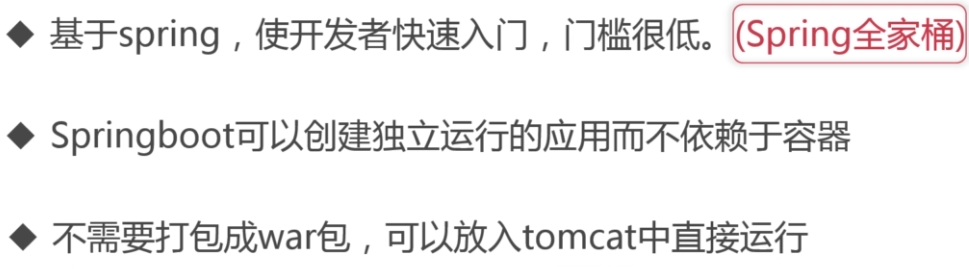 ◆ 基于spring，使开发者快速入门，门槛很低。(Spring全家桶)
◆ Springboot可以创建独立运行的应用而不依赖于容器
◆ 不需要打包成war包，可以放入tomcat中直接运行